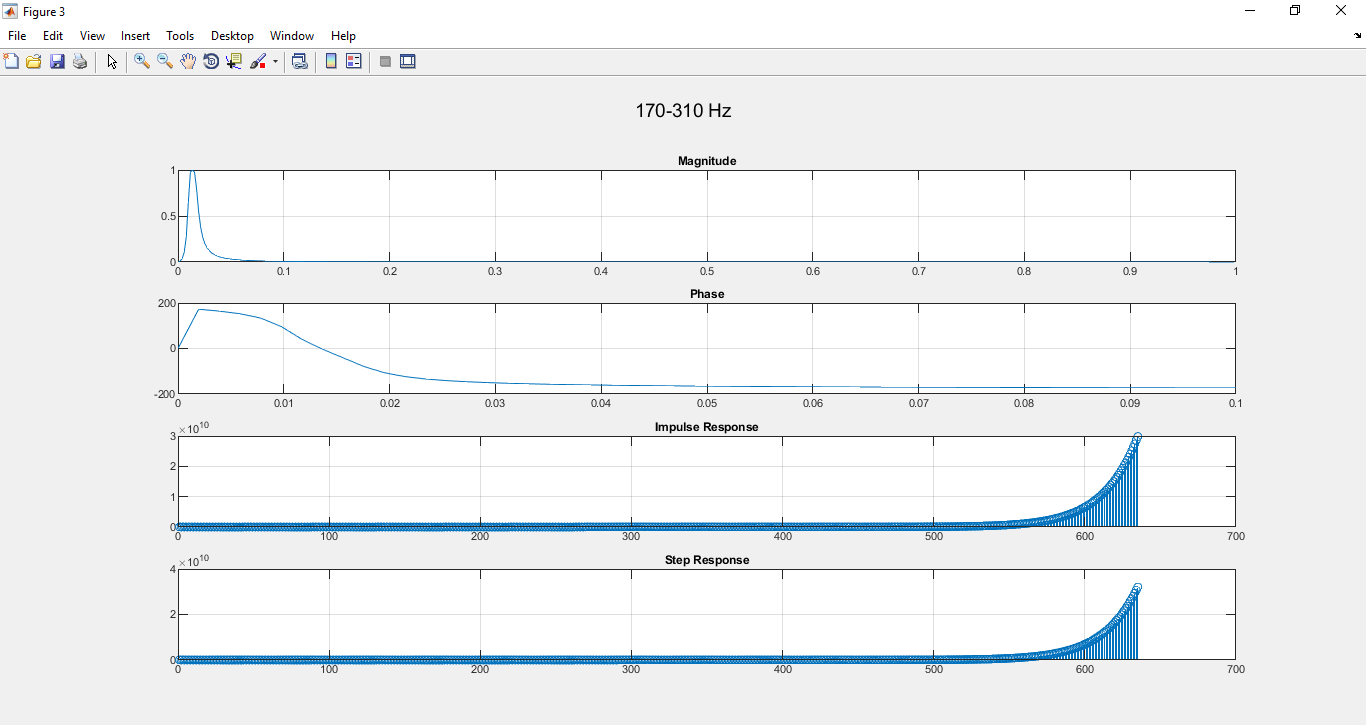 Figure 3
File Edit View Insert Tools Desktop Window Help
170-310 Hz
Magnitude
1
0.5
0
0 0.1 0.2 0.3 0.4 0.5 0.6 0.7 0.8 0.9 1
Phase
200
0
-200
0 0.01 0.02 0.03 0.04 0.05 0.06 0.07 0.08 0.09 0.1
Impulse Response
×10^10
3
2
1
0
0 100 200 300 400 500 600 700
Step Response
×10^10
4
2
0
0 100 200 300 400 500 600 700